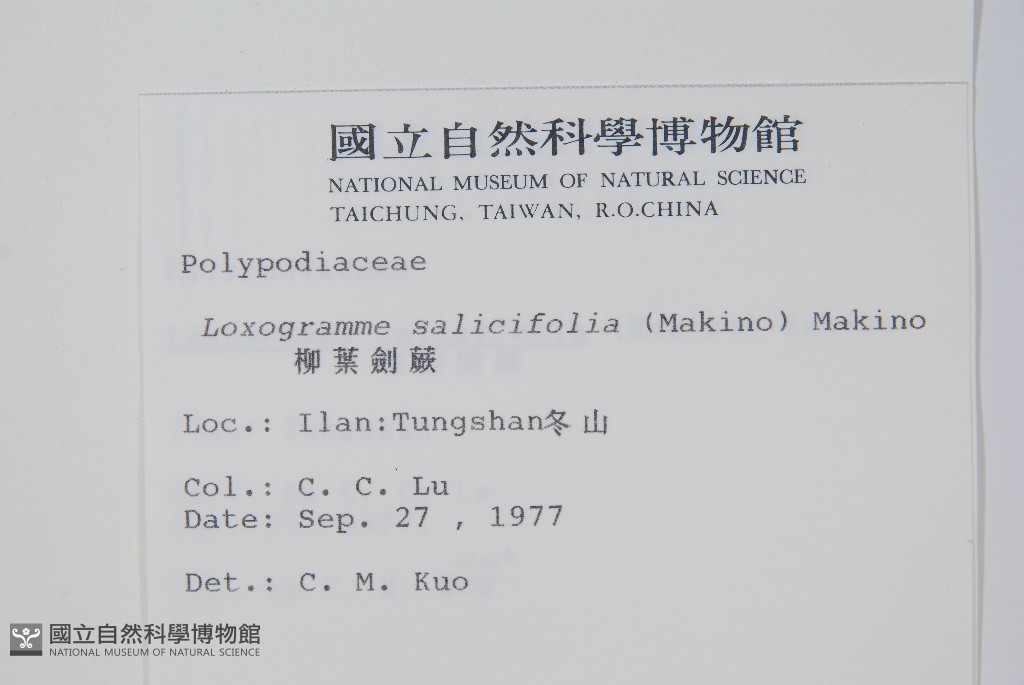 國立自然科學博物館
NATIONAL MUSEUM OF NATURAL SCIENCE
TAICHUNG, TAIWAN, R.O.CHINA
Polypodiaceae
Loxogramme salicifolia (Makino) Makino
柳葉劍蕨
Loc.: Ilan:Tungshan冬山
Col.: C. C. Lu
Date: Sep. 27 , 1977
Det.: C. M. Kuo
國立自然科學博物館
NATIONAL MUSEUM OF NATURAL SCIENCE